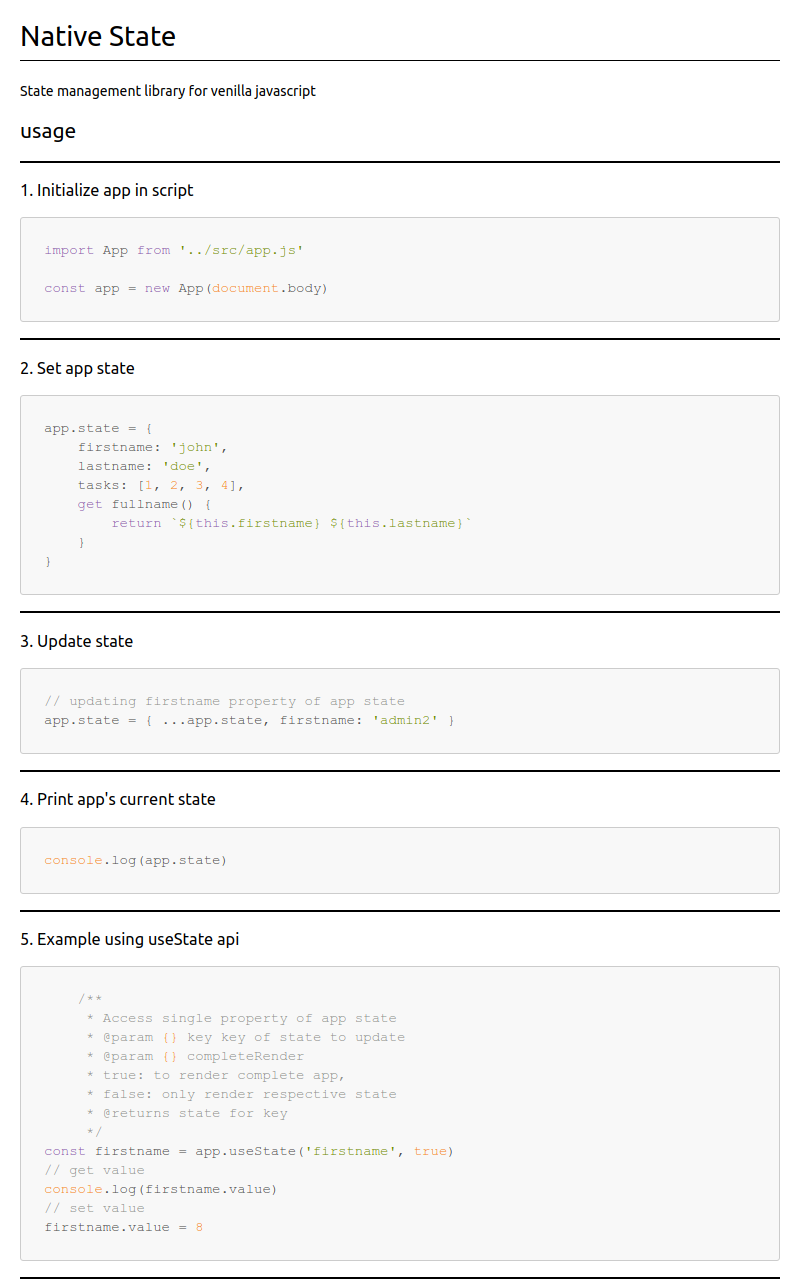 Native State
State management library for venilla javascript
usage
1. Initialize app in script
import App from '../src/app.js'
const app = new App(document.body)
2. Set app state
app.state = {
    firstname: 'john',
    lastname: 'doe',
    tasks: [1, 2, 3, 4],
    get fullname() {
        return `${this.firstname} ${this.lastname}`
    }
}
3. Update state
// updating firstname property of app state
app.state = { ...app.state, firstname: 'admin2' }
4. Print app's current state
console.log(app.state)
5. Example using useState api
    /**
     * Access single property of app state
     * @param {} key key of state to update
     * @param {} completeRender
     * true: to render complete app,
     * false: only render respective state
     * @returns state for key
     */
const firstname = app.useState('firstname', true)
// get value
console.log(firstname.value)
// set value
firstname.value = 8